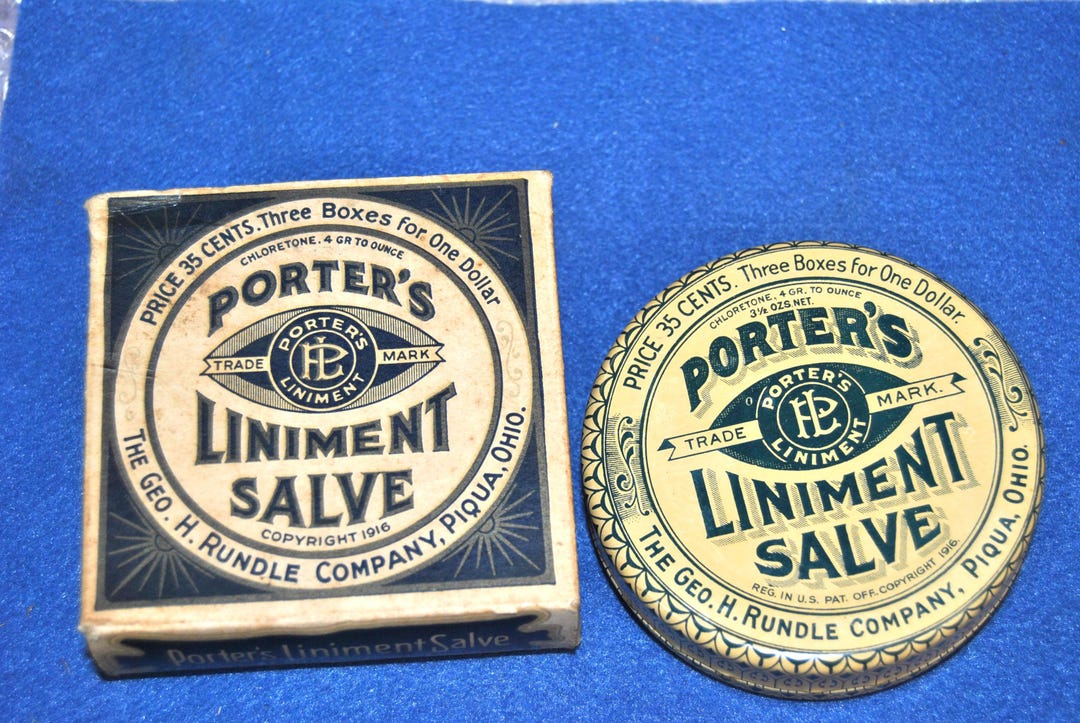 PRICE 35 CENTS. Three Boxes for One Dollar
CHLORETONE. 4 GR TO OUNCE
PORTER'S
TRADE MARK
PORTER'S
LINIMENT
LINIMENT
SALVE
COPYRIGHT 1916
THE GEO. H. RUNDLE COMPANY, PIQUA, OHIO.
Porter's Liniment Salve
PRICE 35 CENTS. Three Boxes for One Dollar.
CHLORETONE, 4 GR. TO OUNCE
3½ OZS. NET.
PORTER'S
TRADE MARK.
PORTER'S
LINIMENT
LINIMENT
SALVE
REG. IN U.S. PAT. OFF. COPYRIGHT 1916.
THE GEO. H. RUNDLE COMPANY, PIQUA, OHIO.